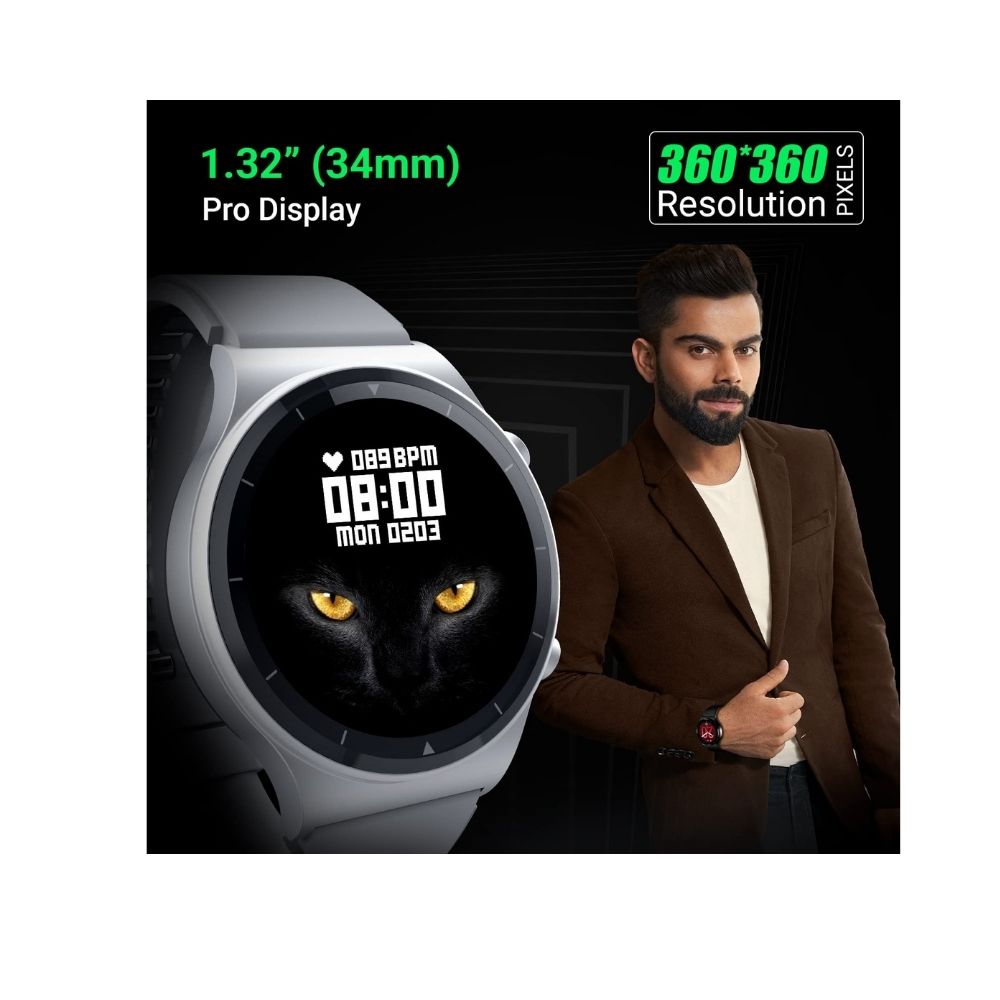 1.32” (34mm)
Pro Display
360*360
Resolution
PIXELS
089 BPM
08:00
MON 0203